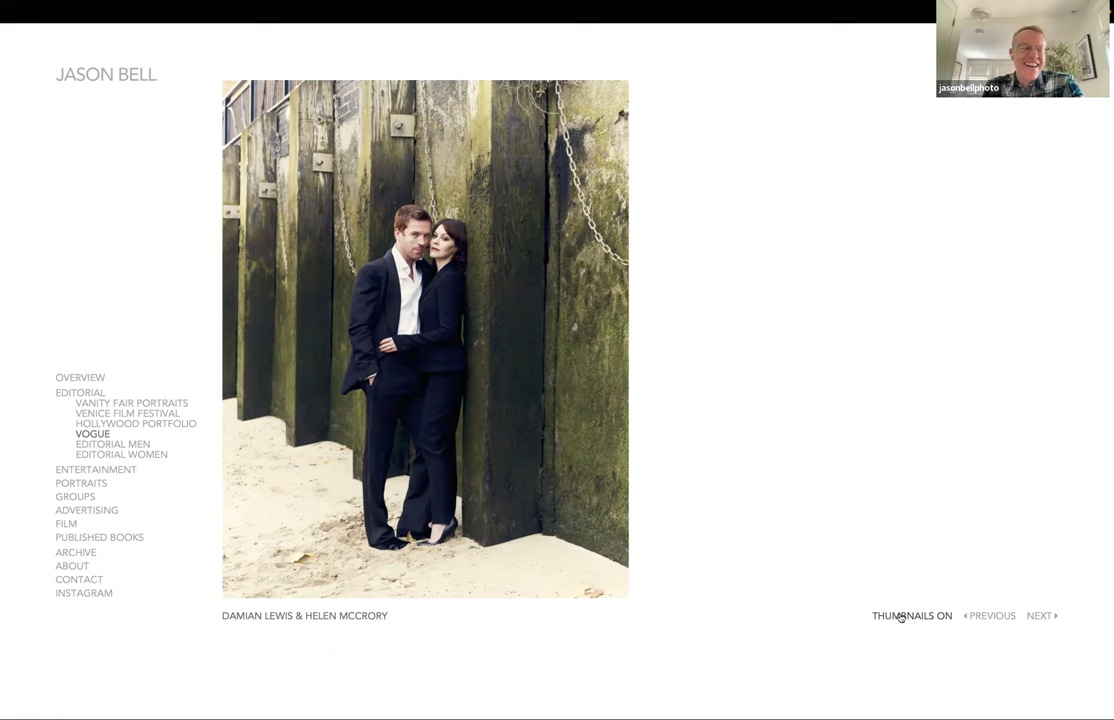 JASON BELL
jasonbellphoto
OVERVIEW
EDITORIAL
VANITY FAIR PORTRAITS
VENICE FILM FESTIVAL
HOLLYWOOD PORTFOLIO
VOGUE
EDITORIAL MEN
EDITORIAL WOMEN
ENTERTAINMENT
PORTRAITS
GROUPS
ADVERTISING
FILM
PUBLISHED BOOKS
ARCHIVE
ABOUT
CONTACT
INSTAGRAM
DAMIAN LEWIS & HELEN MCCRORY
THUMBNAILS ON PREVIOUS NEXT